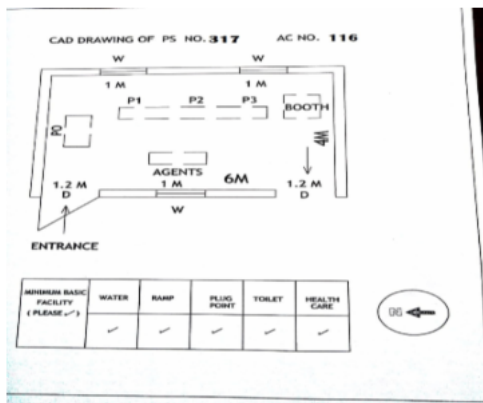 CAD DRAWING OF PS NO. 317 AC NO. 116
W W
1 M 1 M
P1 P2 P3
BOOTH
PO
4M
AGENTS
1.2 M 1 M 6M 1.2 M
D D
W
ENTRANCE
MINIMUM BASIC FACILITY ( PLEASE ✓ ) WATER RAMP PLUG POINT TOILET HEALTH CARE
✓ ✓ ✓ ✓ ✓